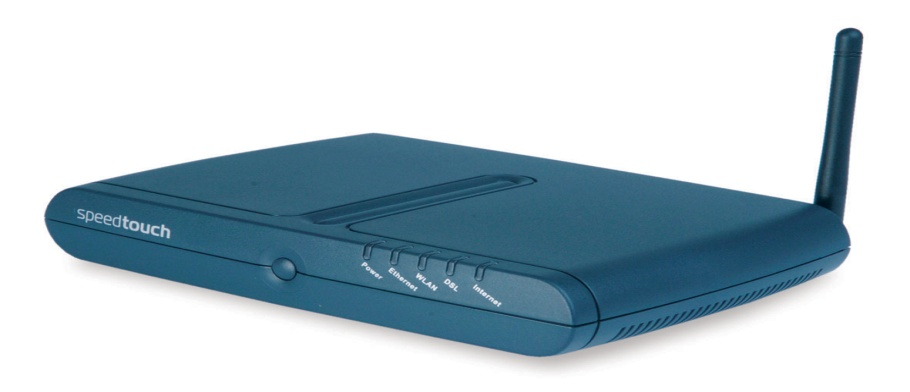 speedtouch
Power
Ethernet
WLAN
DSL
Internet